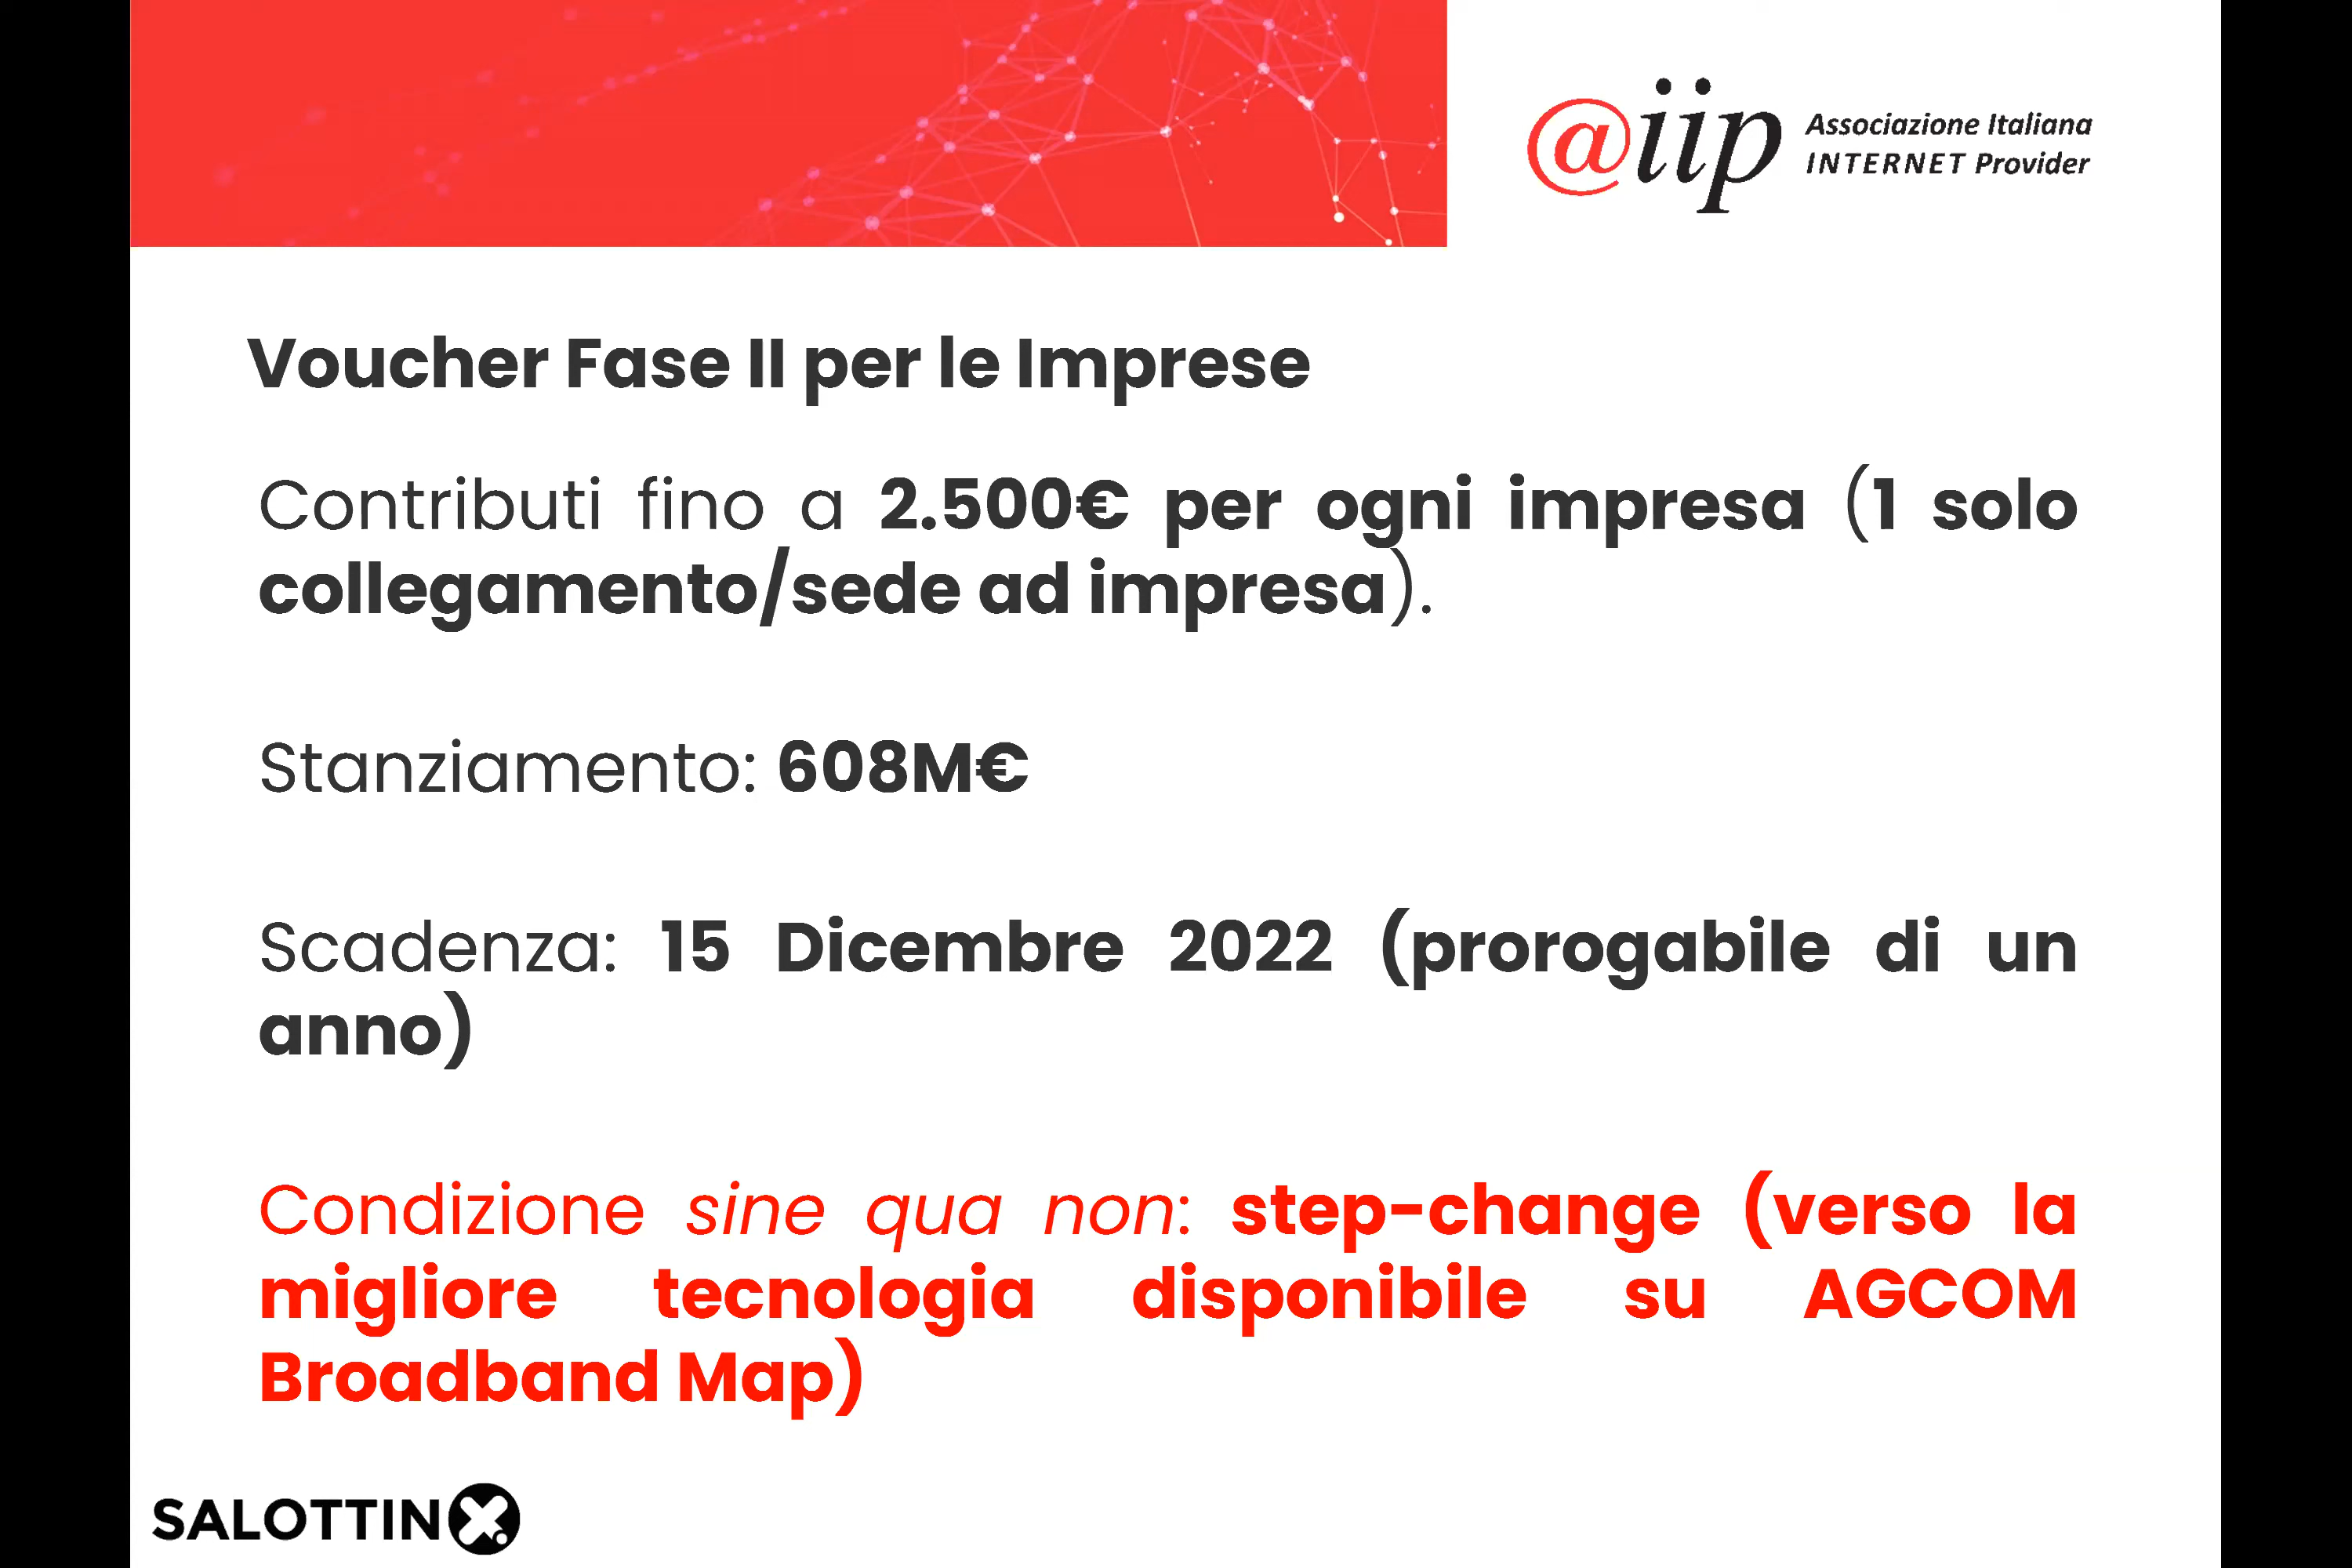 @iip Associazione Italiana
INTERNET Provider
Voucher Fase II per le Imprese
Contributi fino a 2.500€ per ogni impresa (1 solo
collegamento/sede ad impresa).
Stanziamento: 608M€
Scadenza: 15 Dicembre 2022 (prorogabile di un
anno)
Condizione sine qua non: step-change (verso la
migliore tecnologia disponibile su AGCOM
Broadband Map)
SALOTTINX